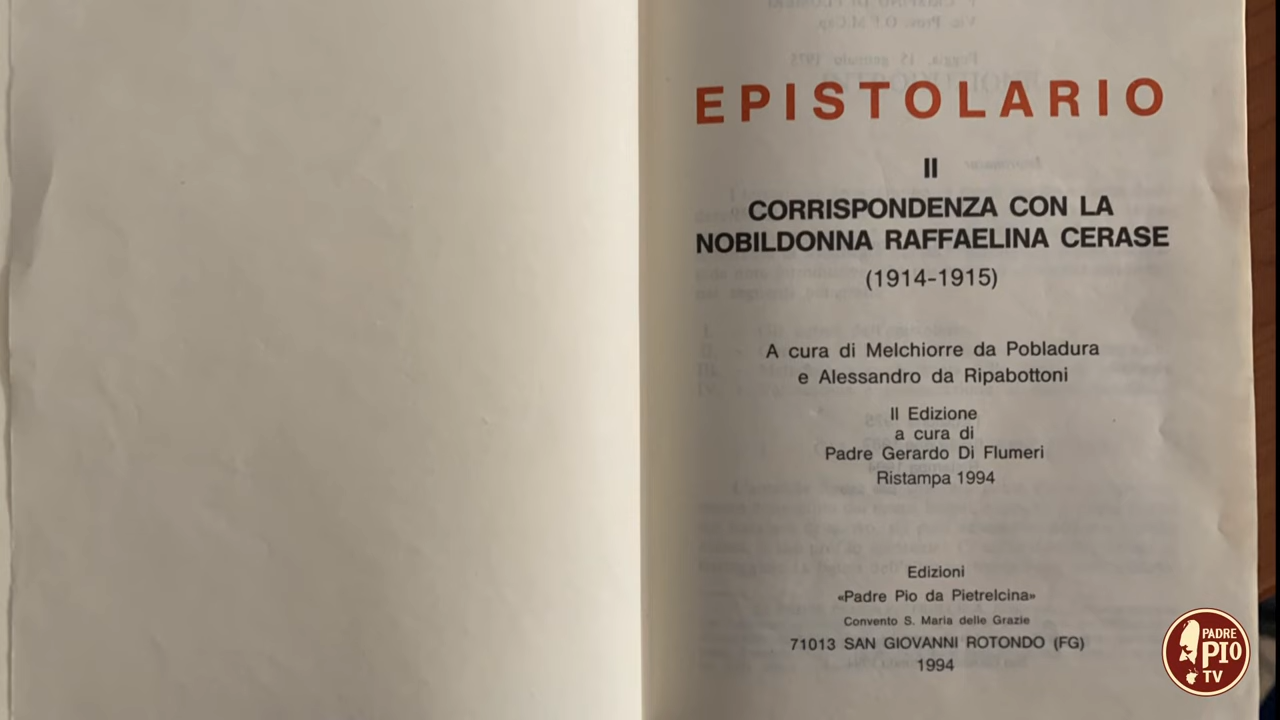 EPISTOLARIO
II
CORRISPONDENZA CON LA
NOBILDONNA RAFFAELINA CERASE
(1914-1915)
A cura di Melchiorre da Pobladura
e Alessandro da Ripabottoni
II Edizione
a cura di
Padre Gerardo Di Flumeri
Ristampa 1994
Edizioni
«Padre Pio da Pietrelcina»
Convento S. Maria delle Grazie
71013 SAN GIOVANNI ROTONDO (FG)
1994
PADRE
PIO
TV